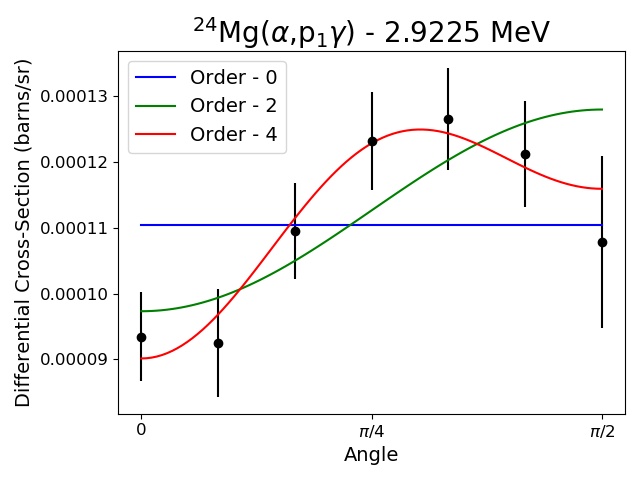 ²⁴Mg(α,p₁γ) - 2.9225 MeV
Order - 0
Order - 2
Order - 4
Differential Cross-Section (barns/sr)
0.00013
0.00012
0.00011
0.00010
0.00009
0
π/4
π/2
Angle